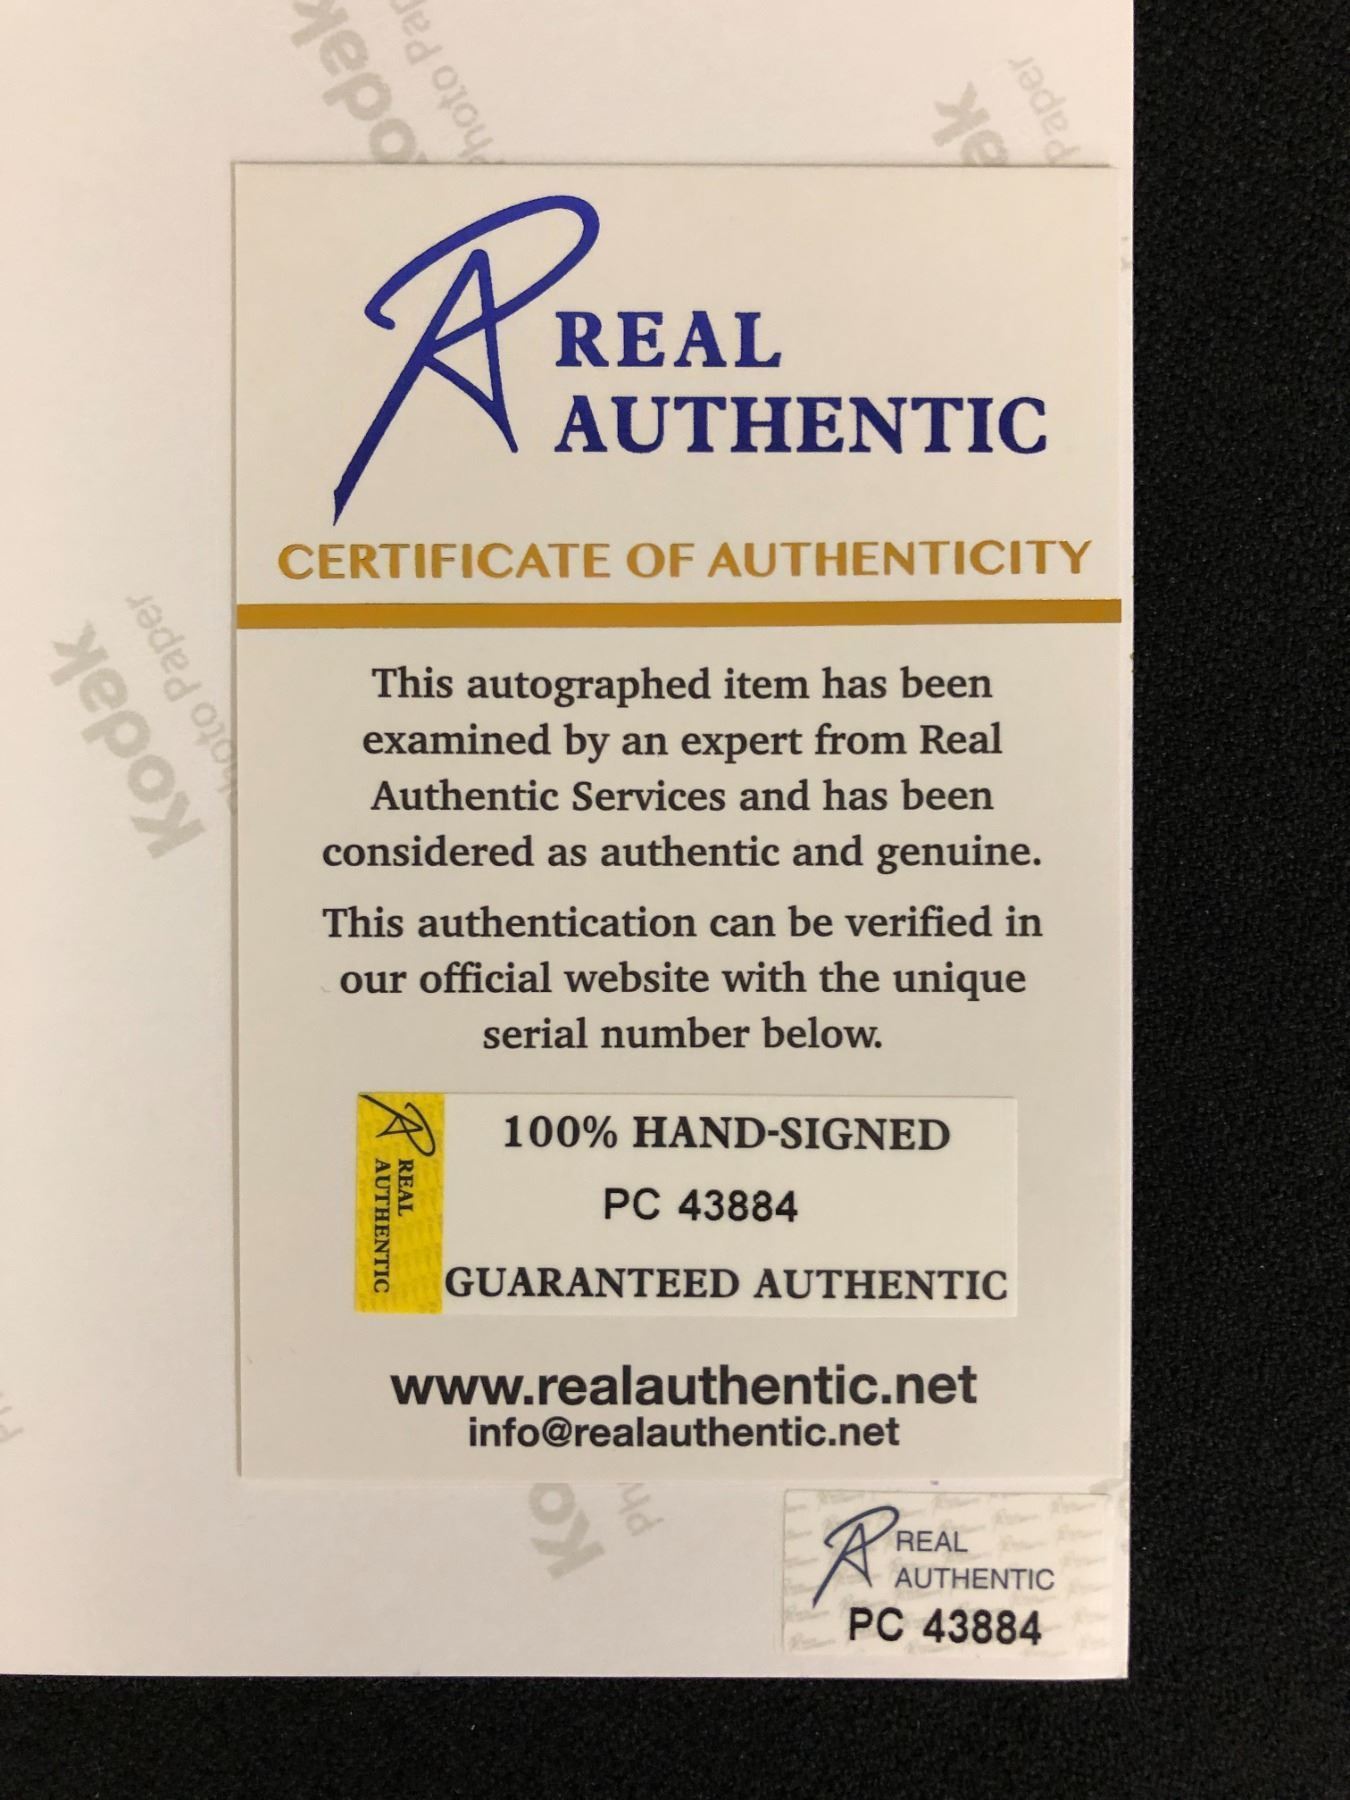 Kodak
Photo Paper
ak
Paper
REAL
AUTHENTIC
CERTIFICATE OF AUTHENTICITY
Kodak
Photo Paper
This autographed item has been
examined by an expert from Real
Authentic Services and has been
considered as authentic and genuine.
This authentication can be verified in
our official website with the unique
serial number below.
REAL
AUTHENTIC
100% HAND-SIGNED
PC 43884
GUARANTEED AUTHENTIC
www.realauthentic.net
info@realauthentic.net
Ko
Ph
REAL
AUTHENTIC
PC 43884